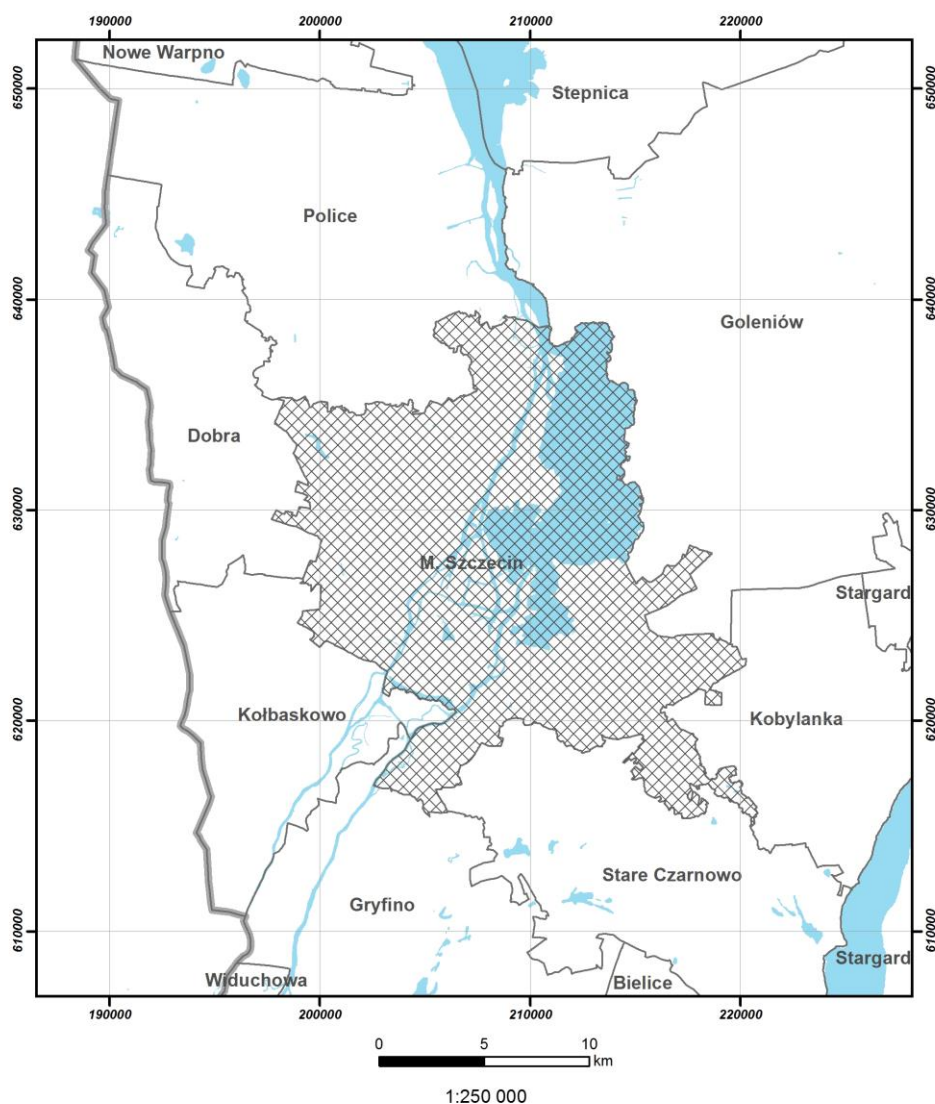 190000 200000 210000 220000
Nowe Warpno
Stepnica
650000 650000
Police
640000 640000
Goleniów
Dobra
630000 630000
M. Szczecin
Stargard
Kołbaskowo
Kobylanka
620000 620000
Stare Czarnowo
Gryfino
610000 610000
Stargard
Widuchowa
Bielice
190000 200000 210000 220000
0 5 10
km
1:250 000